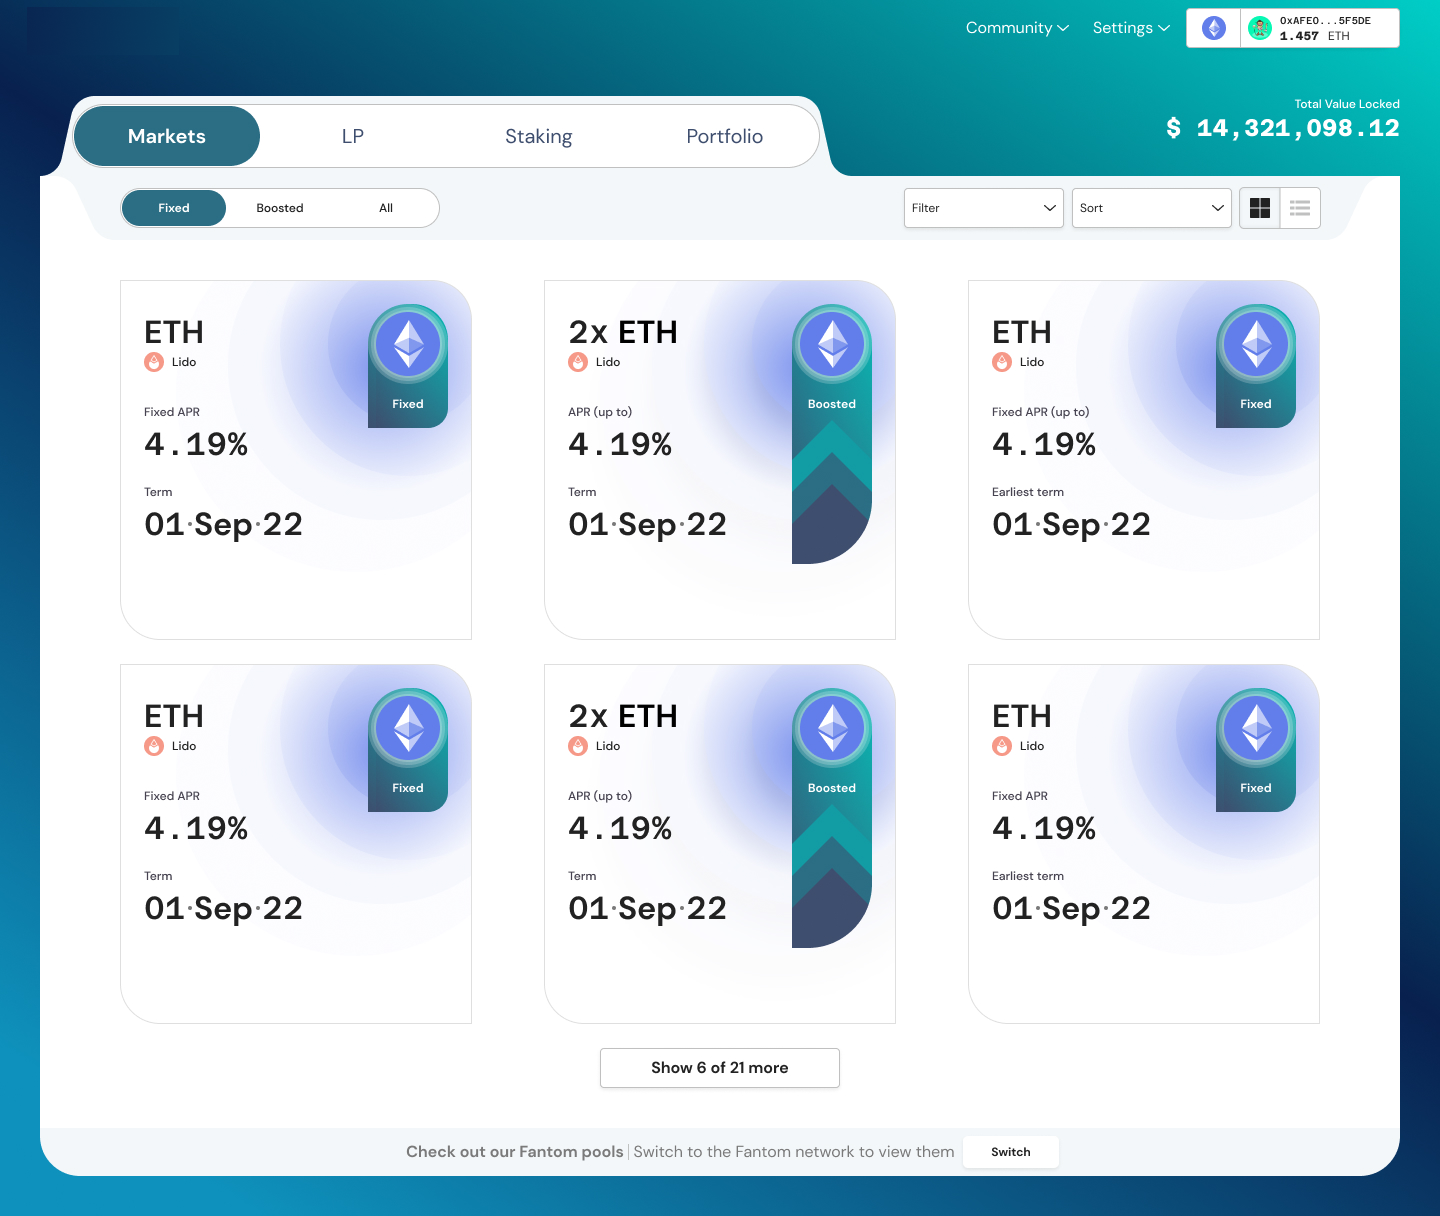 Community
Settings
0xAFE0...5F5DE
1.457 ETH
Markets
LP
Staking
Portfolio
Total Value Locked
$ 14,321,098.12
Fixed
Boosted
All
Filter
Sort
ETH
Lido
Fixed APR
4.19%
Term
01·Sep·22
Fixed
2x ETH
Lido
APR (up to)
4.19%
Term
01·Sep·22
Boosted
ETH
Lido
Fixed APR (up to)
4.19%
Earliest term
01·Sep·22
Fixed
ETH
Lido
Fixed APR
4.19%
Term
01·Sep·22
Fixed
2x ETH
Lido
APR (up to)
4.19%
Term
01·Sep·22
Boosted
ETH
Lido
Fixed APR
4.19%
Earliest term
01·Sep·22
Fixed
Show 6 of 21 more
Check out our Fantom pools | Switch to the Fantom network to view them
Switch